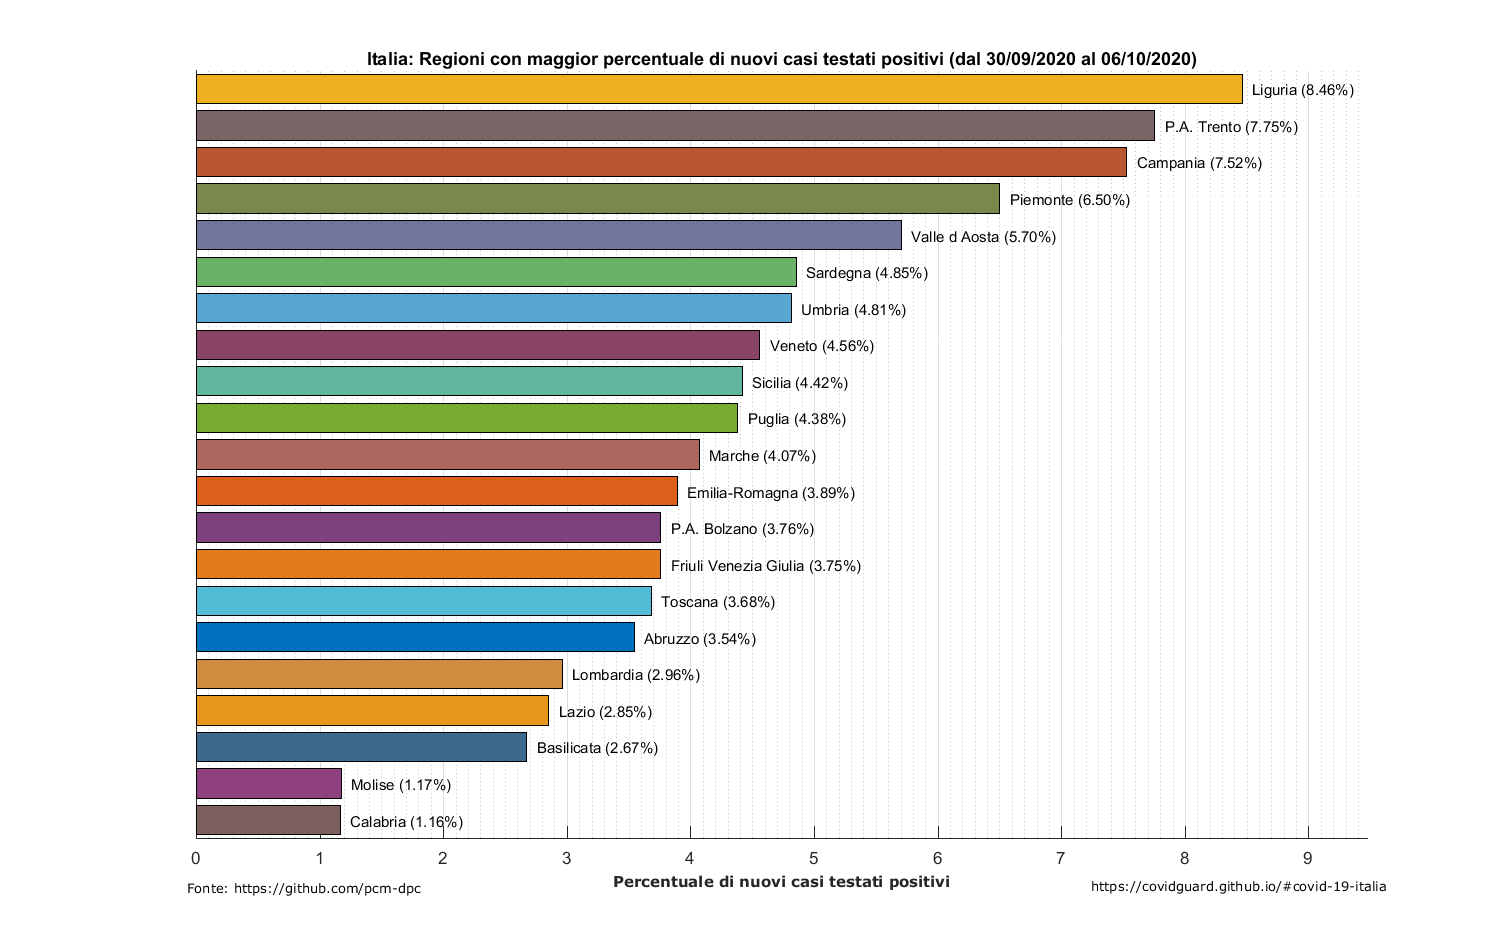 Italia: Regioni con maggior percentuale di nuovi casi testati positivi (dal 30/09/2020 al 06/10/2020)
Liguria (8.46%)
P.A. Trento (7.75%)
Campania (7.52%)
Piemonte (6.50%)
Valle d Aosta (5.70%)
Sardegna (4.85%)
Umbria (4.81%)
Veneto (4.56%)
Sicilia (4.42%)
Puglia (4.38%)
Marche (4.07%)
Emilia-Romagna (3.89%)
P.A. Bolzano (3.76%)
Friuli Venezia Giulia (3.75%)
Toscana (3.68%)
Abruzzo (3.54%)
Lombardia (2.96%)
Lazio (2.85%)
Basilicata (2.67%)
Molise (1.17%)
Calabria (1.16%)
0 1 2 3 4 5 6 7 8 9
Percentuale di nuovi casi testati positivi
Fonte: https://github.com/pcm-dpc
https://covidguard.github.io/#covid-19-italia